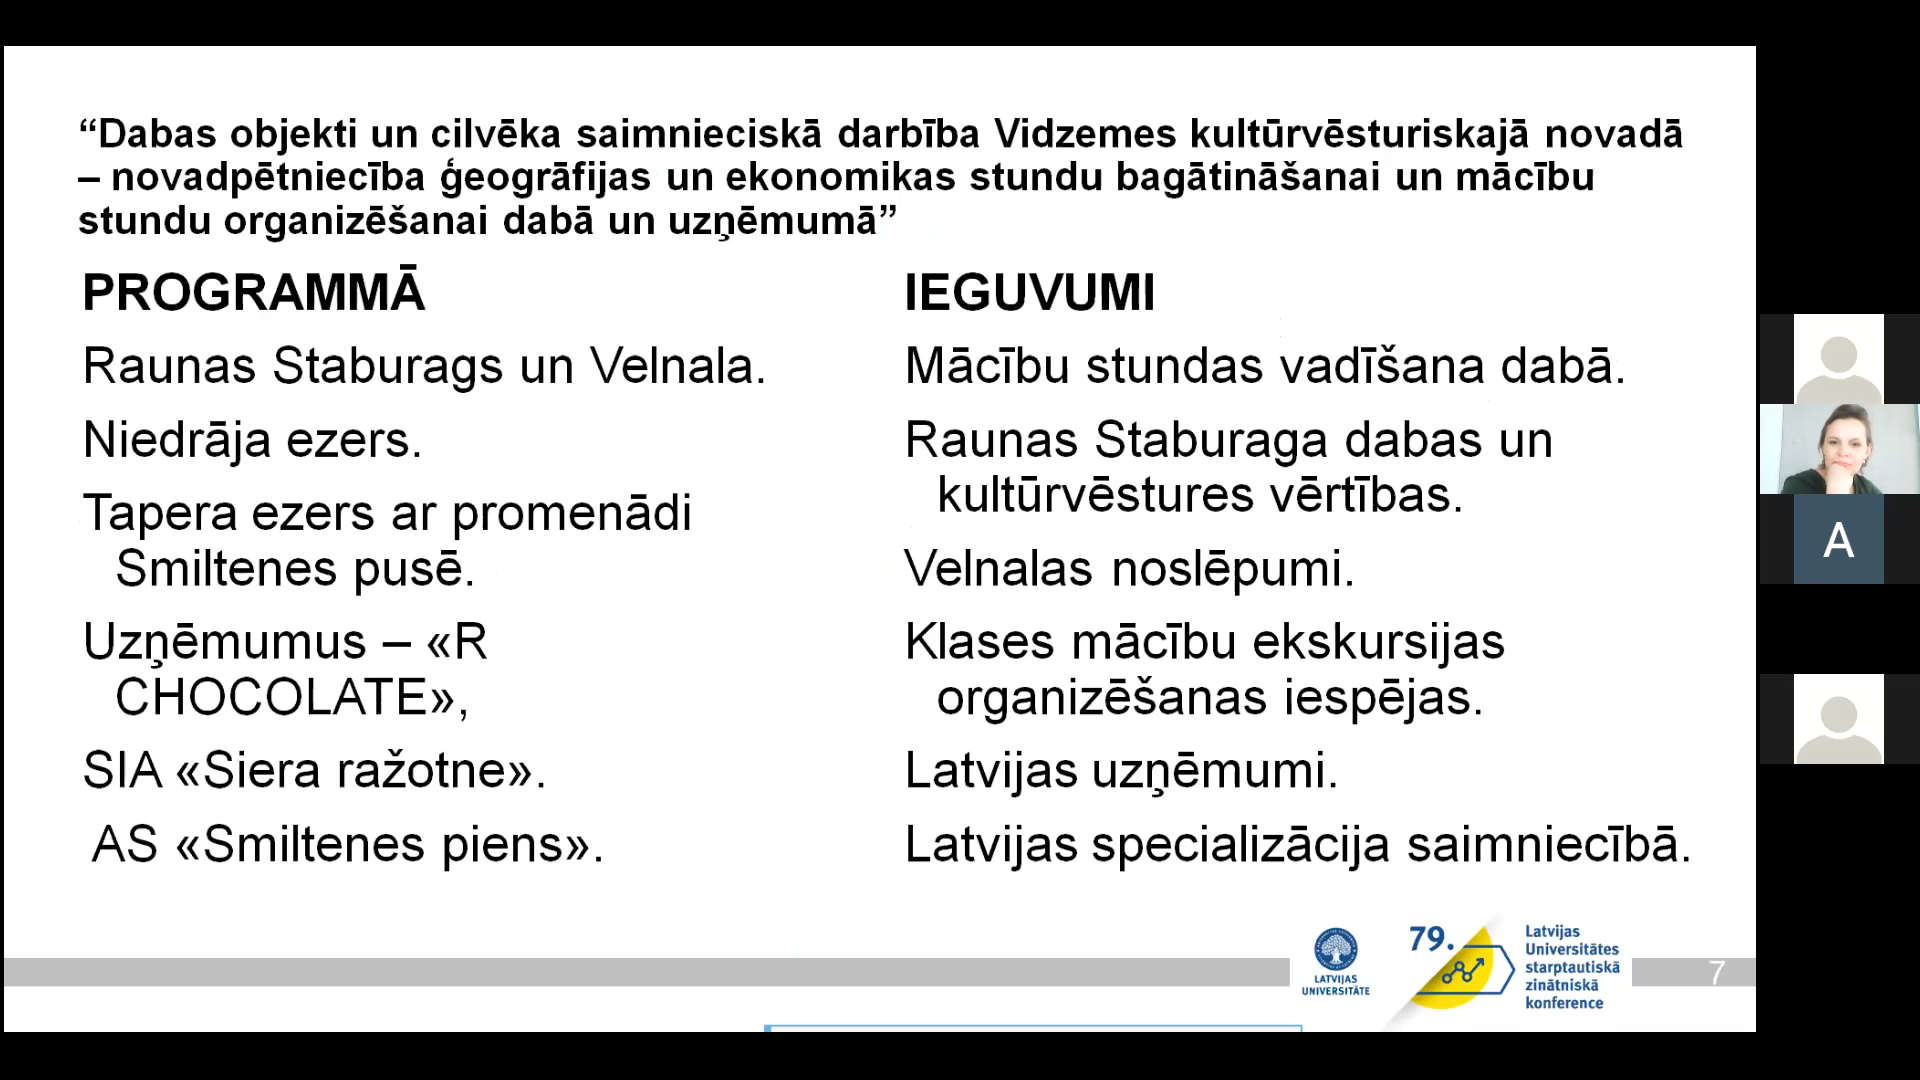 “Dabas objekti un cilvēka saimnieciskā darbība Vidzemes kultūrvēsturiskajā novadā
– novadpētniecība ģeogrāfijas un ekonomikas stundu bagātināšanai un mācību
stundu organizēšanai dabā un uzņēmumā”
PROGRAMMĀ
Raunas Staburags un Velnala.
Niedrāja ezers.
Tapera ezers ar promenādi
Smiltenes pusē.
Uzņēmumus – «R
CHOCOLATE»,
SIA «Siera ražotne».
AS «Smiltenes piens».
IEGUVUMI
Mācību stundas vadīšana dabā.
Raunas Staburaga dabas un
kultūrvēstures vērtības.
Velnalas noslēpumi.
Klases mācību ekskursijas
organizēšanas iespējas.
Latvijas uzņēmumi.
Latvijas specializācija saimniecībā.
LATVIJAS
UNIVERSITĀTE
79.
Latvijas
Universitātes
starptautiskā
zinātniskā
konference
7
A